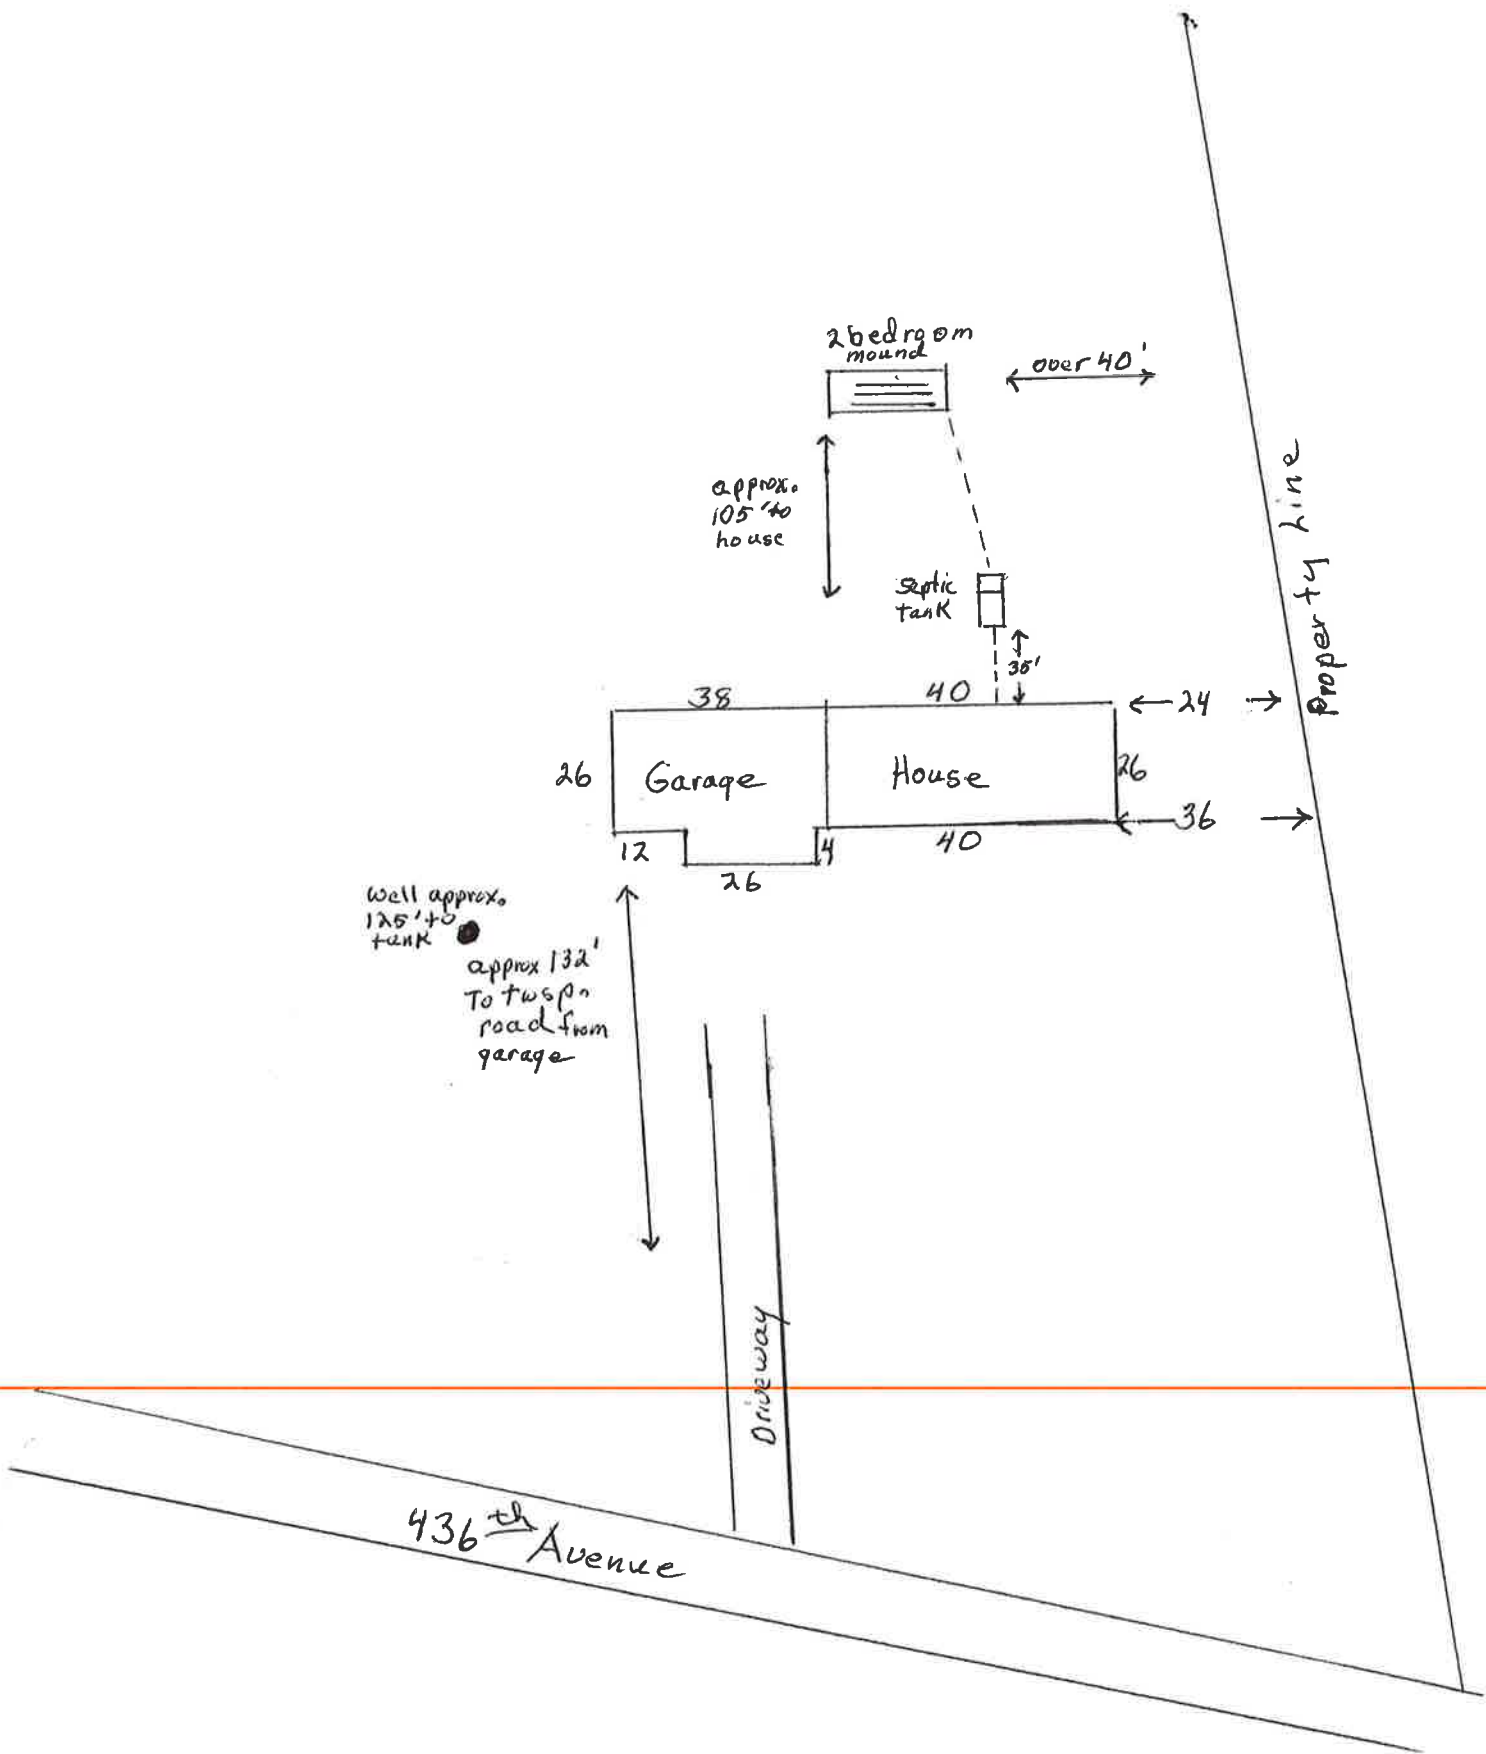 2 bedroom
mound
over 40'
approx.
105' to
house
septic
tank
35'
Property Line
38
40
24
26
Garage
House
26
36
12
26
4
40
well approx.
125' to
tank
approx 132'
To twsp.
road from
garage
Driveway
436th Avenue